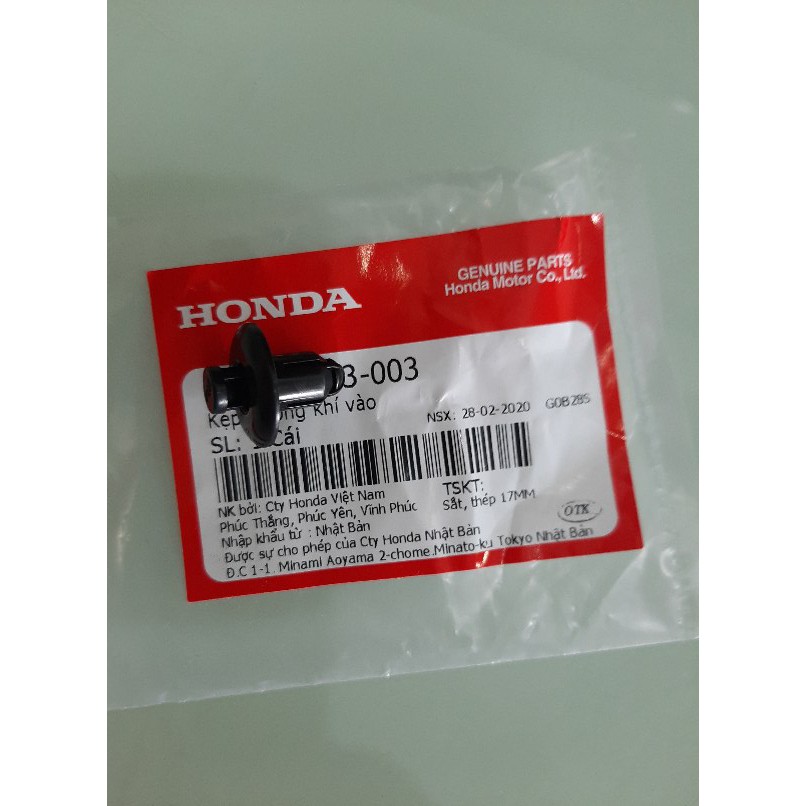 HONDA
GENUINE PARTS
Honda Motor Co., Ltd.
3-003
khí vào
NSX: 28-02-2020 G0B28S
SL: Cái
NK bởi: Cty Honda Việt Nam
Phúc Thắng, Phúc Yên, Vĩnh Phúc
TSKT:
Sắt, thép 17MM
Nhập khẩu từ : Nhật Bản
OTK
Được sự cho phép của Cty Honda Nhật Bản
Đ.C 1-1. Minami Aoyama 2-chome.Minato-ku Tokyo Nhật Bản